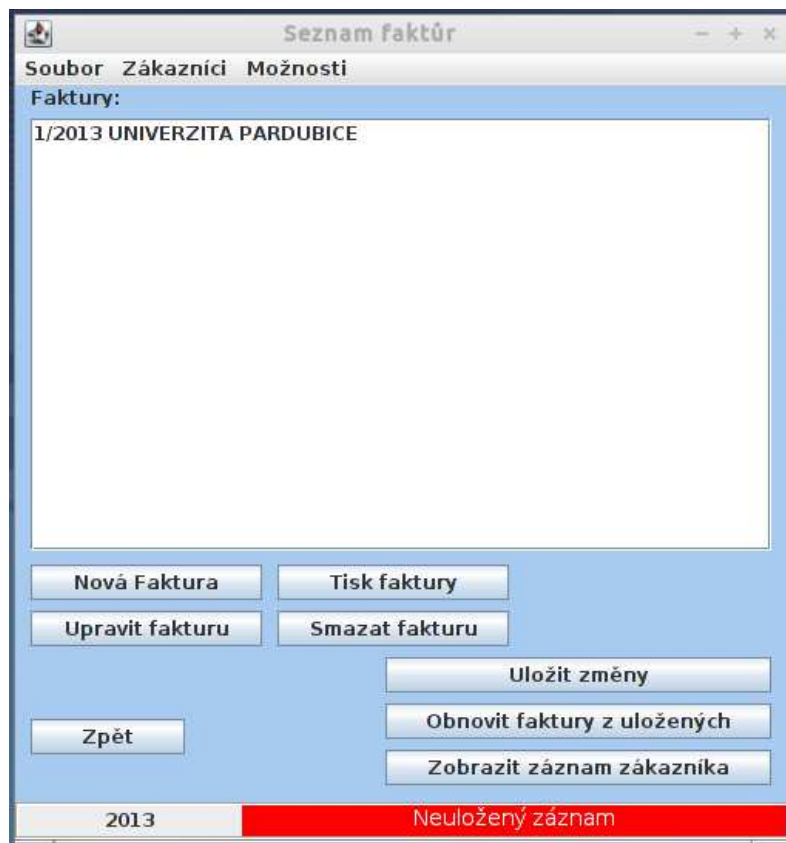 Seznam faktůr
Soubor Zákazníci Možnosti
Faktury:
1/2013 UNIVERZITA PARDUBICE
Nová Faktura Tisk faktury
Upravit fakturu Smazat fakturu
Uložit změny
Obnovit faktury z uložených
Zpět
Zobrazit záznam zákazníka
2013 Neuložený záznam